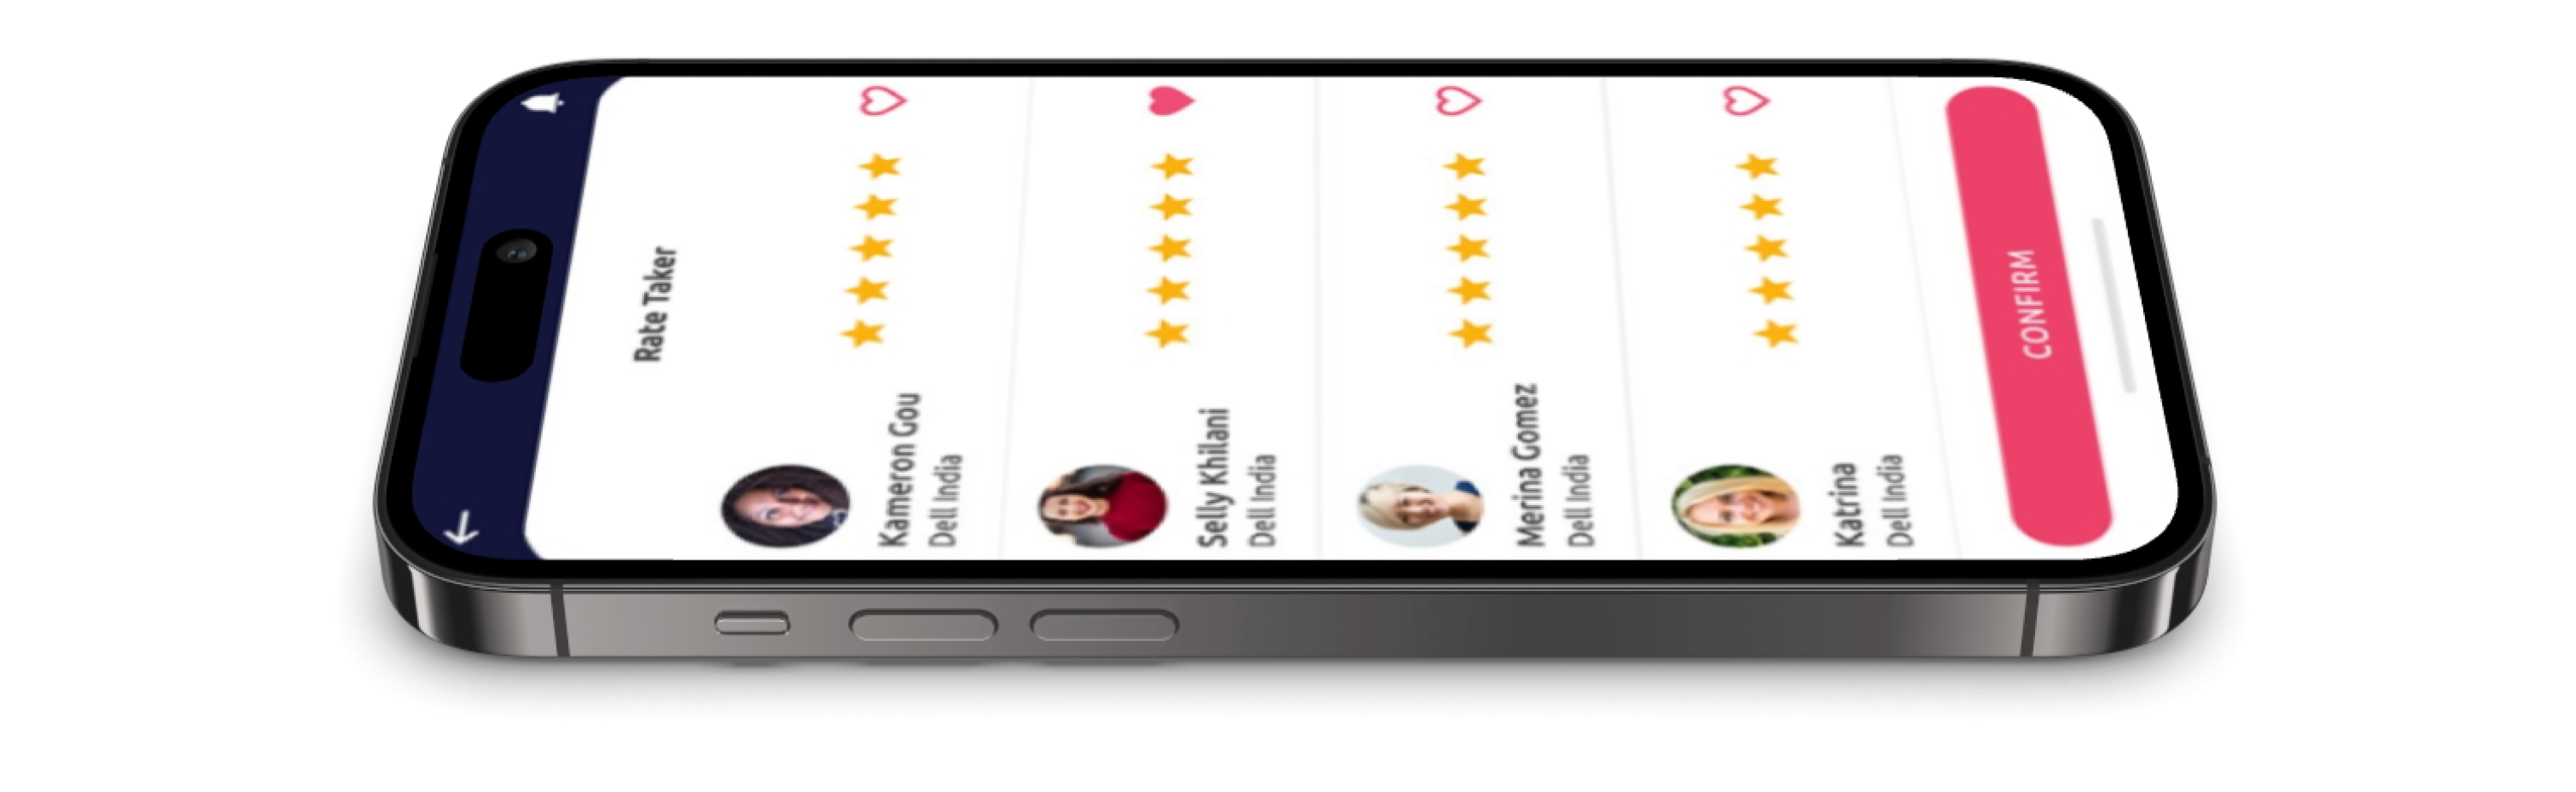 Rate Taker
Kameron Gou
Dell India
Selly Khilani
Dell India
Merina Gomez
Dell India
Katrina
Dell India
CONFIRM